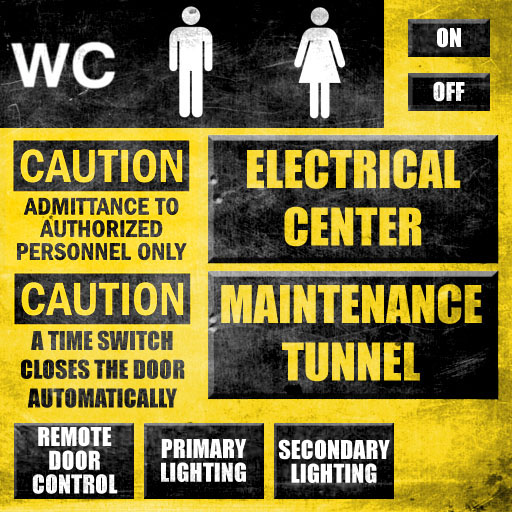 WC
ON
OFF
CAUTION
ADMITTANCE TO
AUTHORIZED
PERSONNEL ONLY
ELECTRICAL
CENTER
CAUTION
A TIME SWITCH
CLOSES THE DOOR
AUTOMATICALLY
MAINTENANCE
TUNNEL
REMOTE
DOOR
CONTROL
PRIMARY
LIGHTING
SECONDARY
LIGHTING